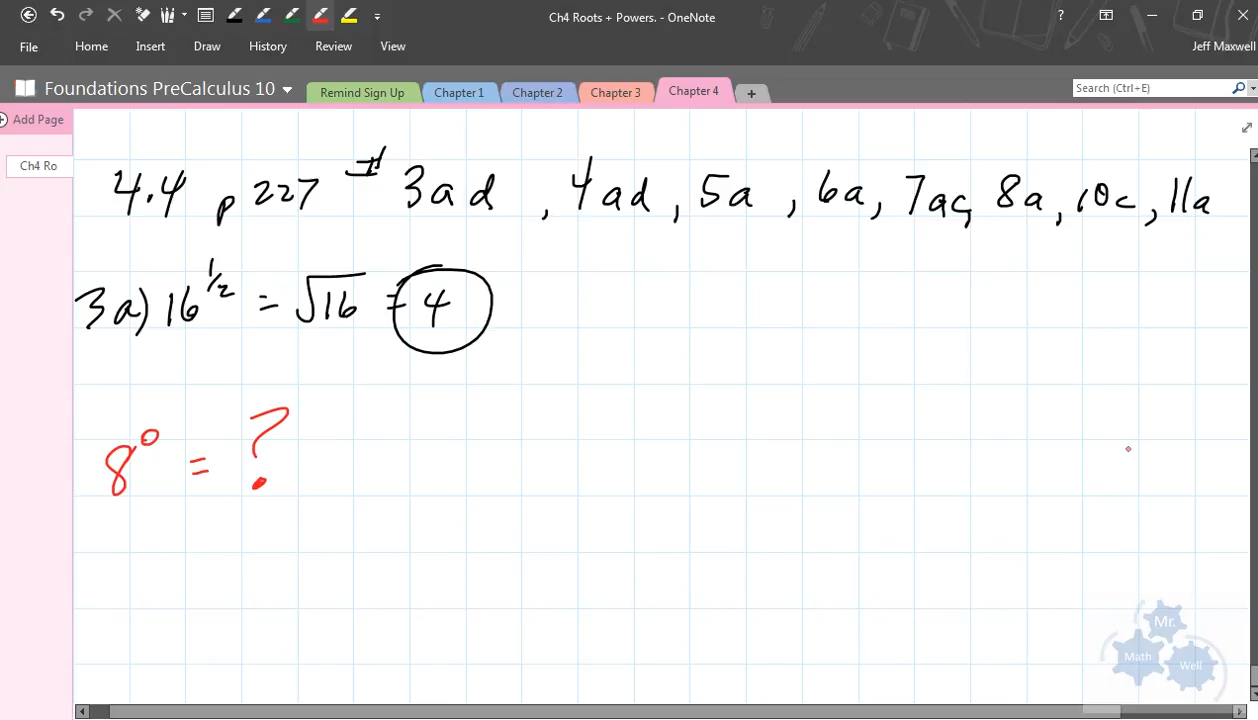 Ch4 Roots + Powers. - OneNote
?
File Home Insert Draw History Review View
Jeff Maxwell
Foundations PreCalculus 10
Remind Sign Up Chapter 1 Chapter 2 Chapter 3 Chapter 4 +
Search (Ctrl+E)
Add Page
Ch4 Ro
4.4 p 227 # 3ad, 4ad, 5a, 6a, 7ac, 8a, 10c, 11a
3a) 16^1/2 = √16 = 4
8^0 = ?
Mr.
Math Well